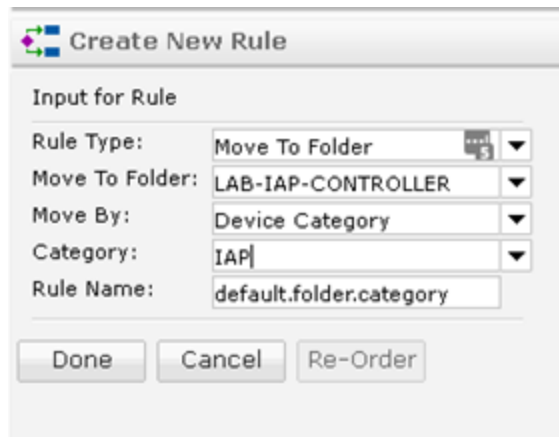 Create New Rule
Input for Rule
Rule Type: Move To Folder
Move To Folder: LAB-IAP-CONTROLLER
Move By: Device Category
Category: IAP
Rule Name: default.folder.category
Done Cancel Re-Order